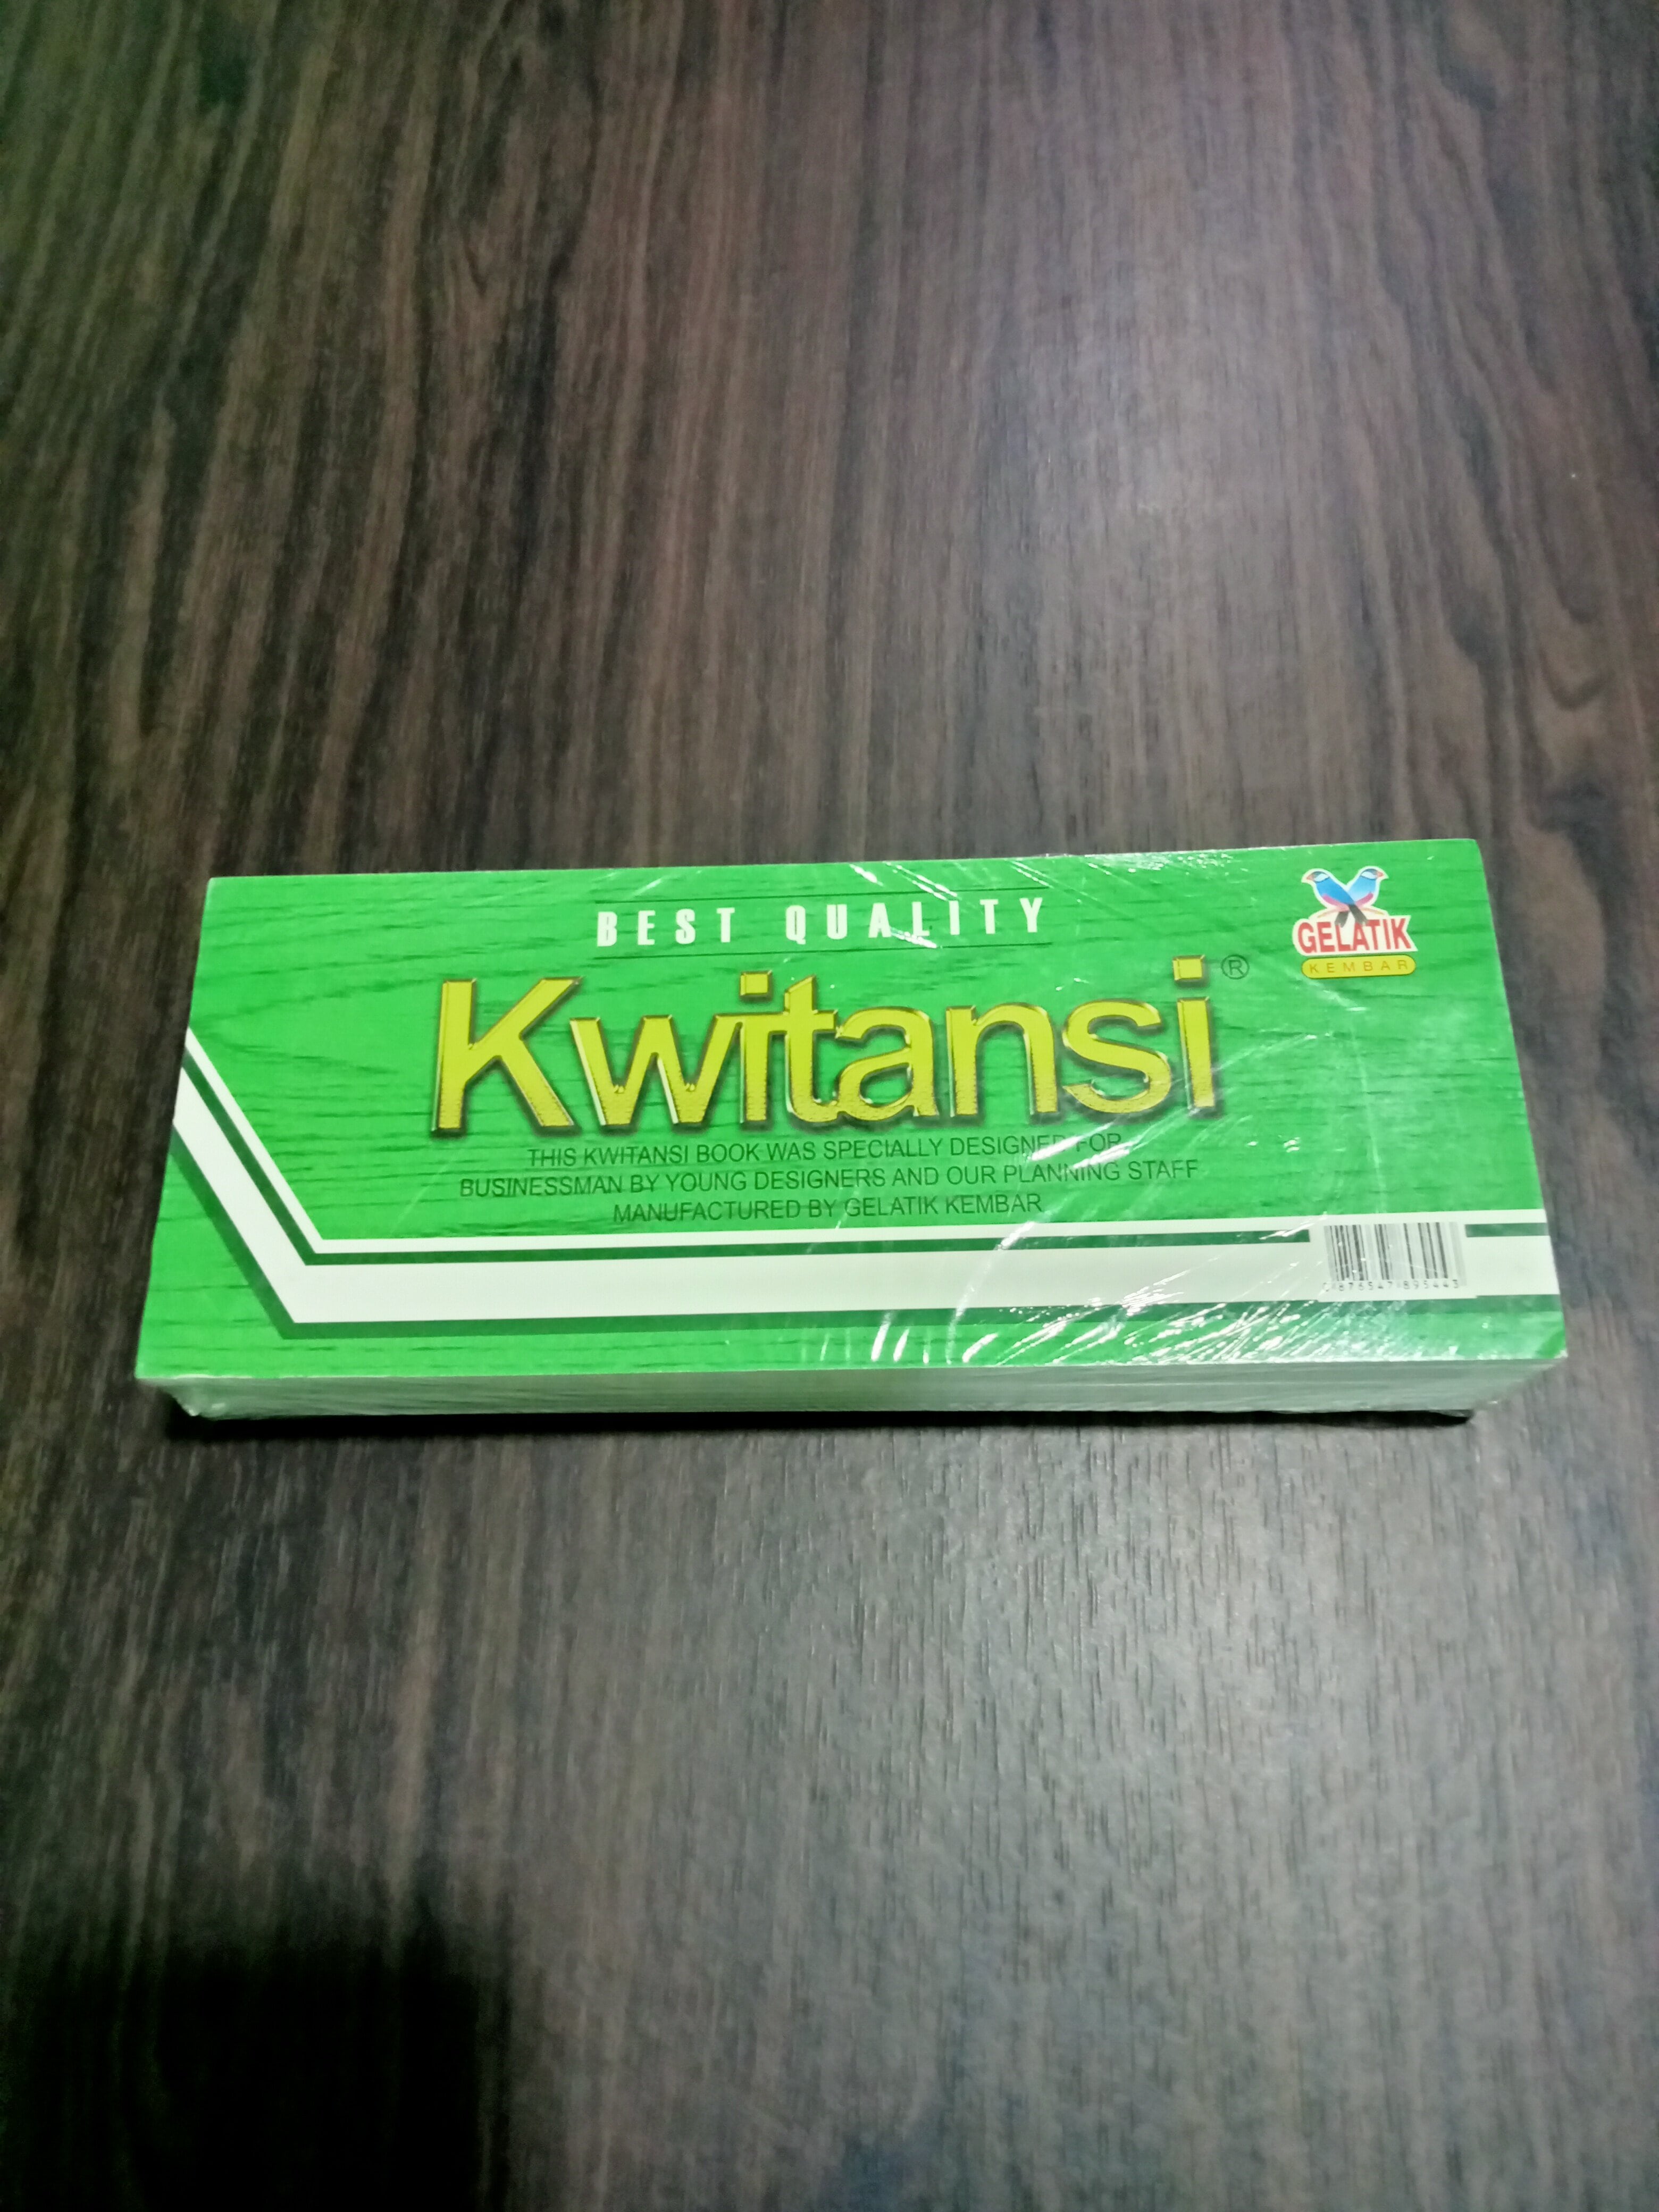 BEST QUALITY
GELATIK
KEMBAR
Kwitansi ®
THIS KWITANSI BOOK WAS SPECIALLY DESIGNED FOR
BUSINESSMAN BY YOUNG DESIGNERS AND OUR PLANNING STAFF
MANUFACTURED BY GELATIK KEMBAR